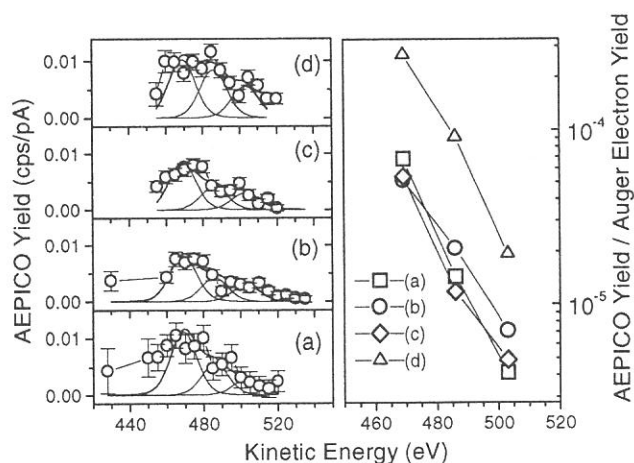 AEPICO Yield (cps/pA)
0.01
0.00
(d)
0.01
0.00
(c)
0.01
0.00
(b)
0.01
0.00
(a)
440 480 520
(a)
(b)
(c)
(d)
460 480 500 520
Kinetic Energy (eV)
10-4
10-5
AEPICO Yield / Auger Electron Yield